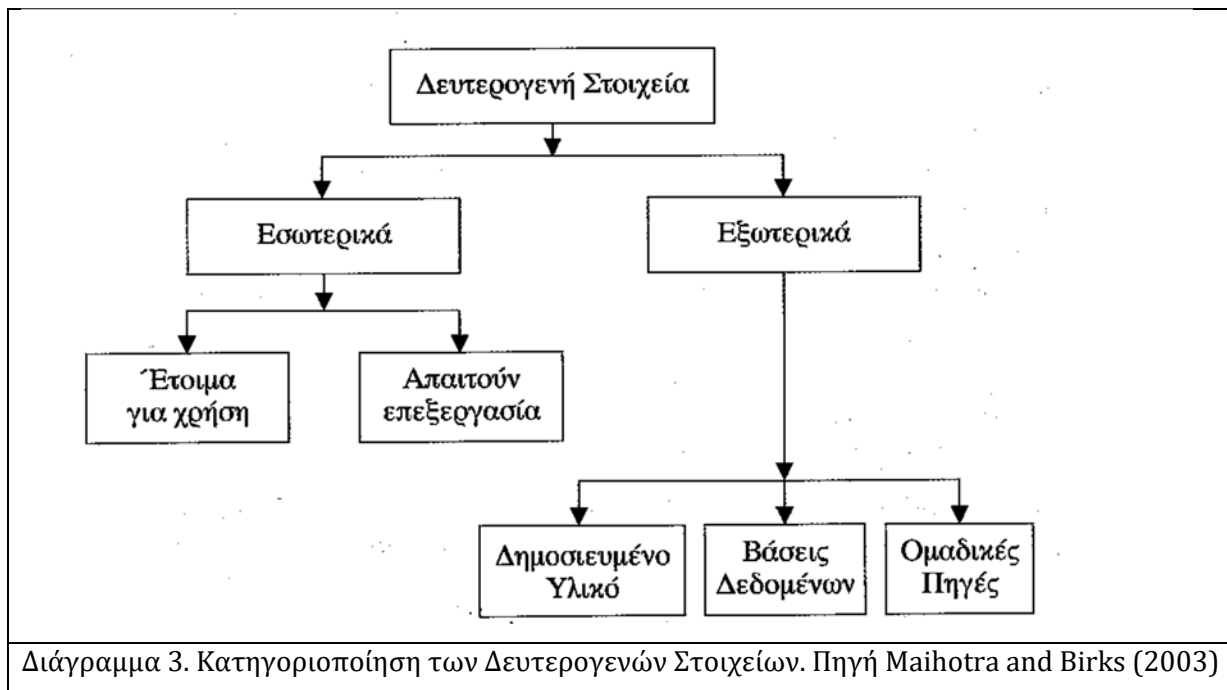 Δευτερογενή Στοιχεία
Εσωτερικά
Εξωτερικά
Έτοιμα
για χρήση
Απαιτούν
επεξεργασία
Δημοσιευμένο
Υλικό
Βάσεις
Δεδομένων
Ομαδικές
Πηγές
Διάγραμμα 3. Κατηγοριοποίηση των Δευτερογενών Στοιχείων. Πηγή Maihotra and Birks (2003)